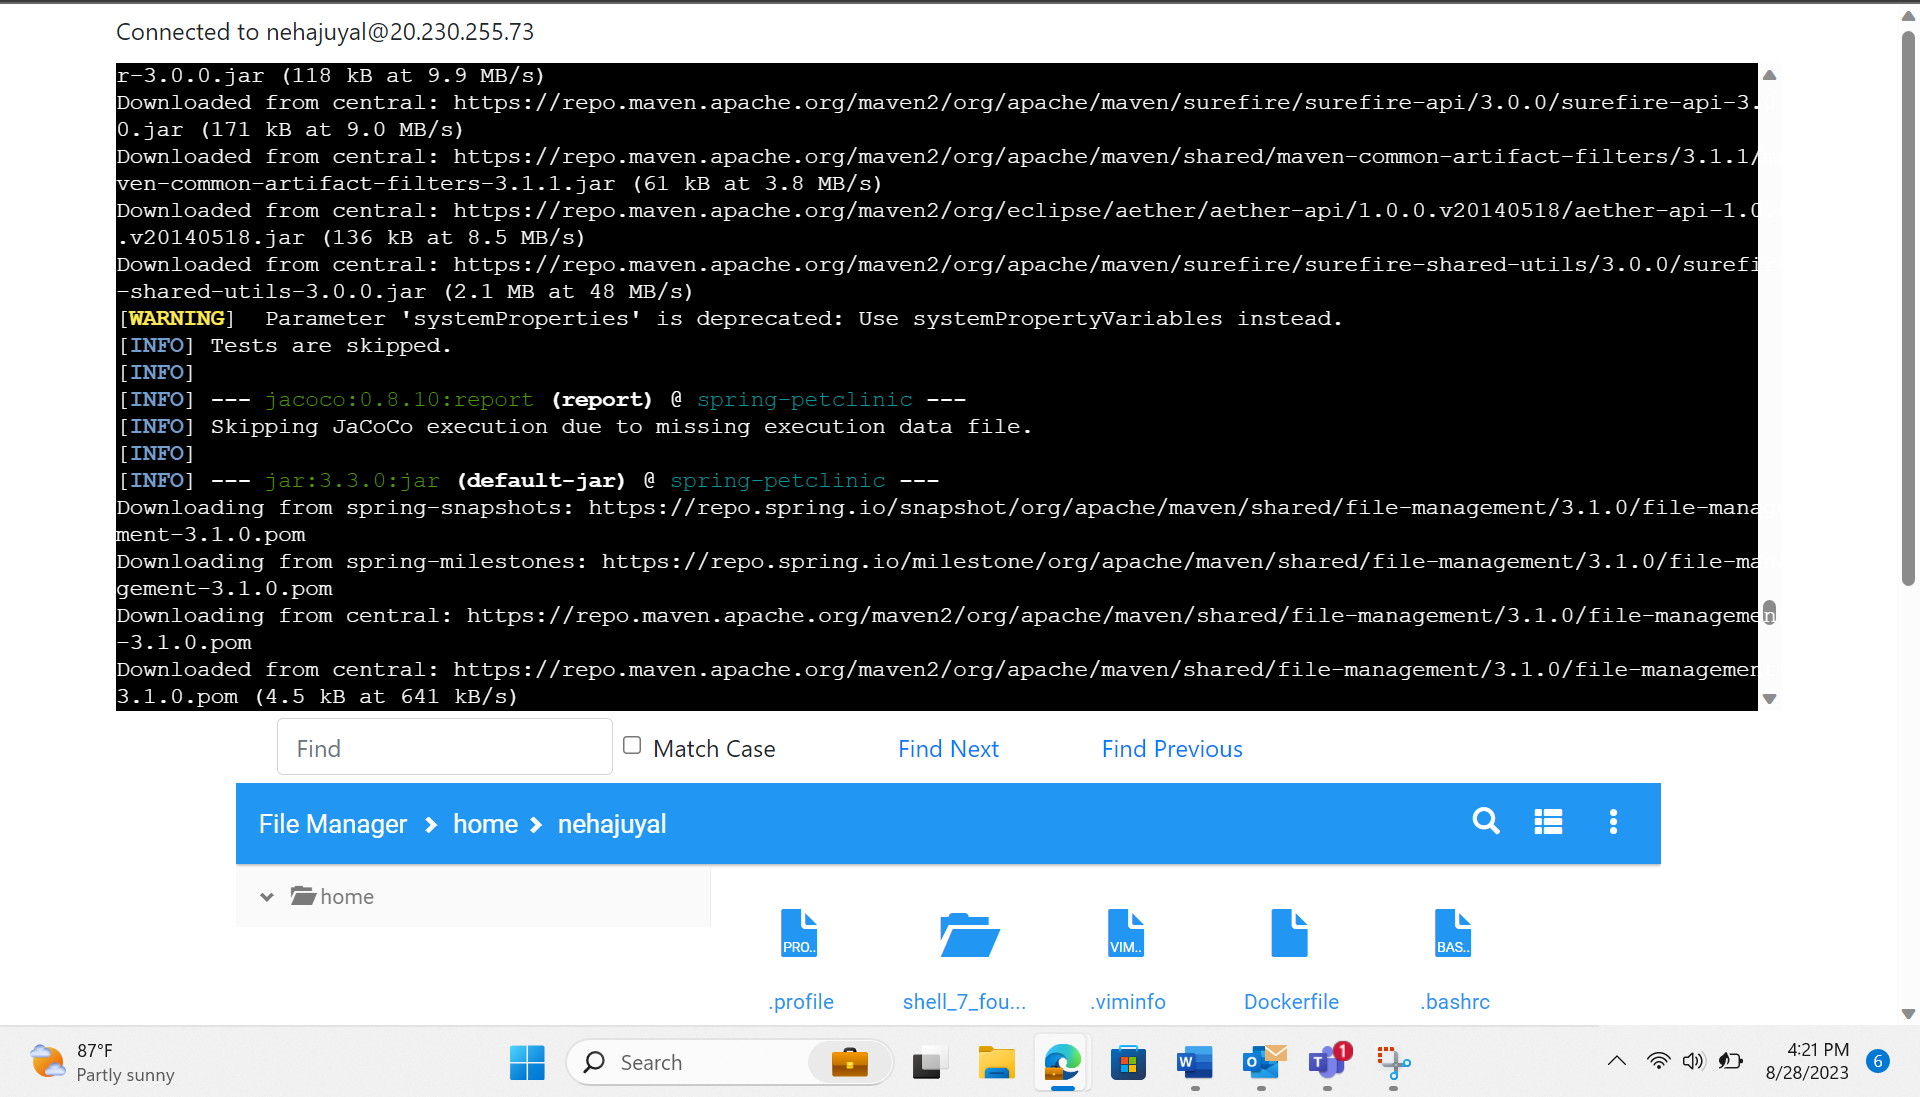 Connected to nehajuyal@20.230.255.73
r-3.0.0.jar (118 kB at 9.9 MB/s)
Downloaded from central: https://repo.maven.apache.org/maven2/org/apache/maven/surefire/surefire-api/3.0.0/surefire-api-3.
0.jar (171 kB at 9.0 MB/s)
Downloaded from central: https://repo.maven.apache.org/maven2/org/apache/maven/shared/maven-common-artifact-filters/3.1.1/
ven-common-artifact-filters-3.1.1.jar (61 kB at 3.8 MB/s)
Downloaded from central: https://repo.maven.apache.org/maven2/org/eclipse/aether/aether-api/1.0.0.v20140518/aether-api-1.0
.v20140518.jar (136 kB at 8.5 MB/s)
Downloaded from central: https://repo.maven.apache.org/maven2/org/apache/maven/surefire/surefire-shared-utils/3.0.0/surefi
-shared-utils-3.0.0.jar (2.1 MB at 48 MB/s)
[WARNING]  Parameter 'systemProperties' is deprecated: Use systemPropertyVariables instead.
[INFO] Tests are skipped.
[INFO]
[INFO] --- jacoco:0.8.10:report (report) @ spring-petclinic ---
[INFO] Skipping JaCoCo execution due to missing execution data file.
[INFO]
[INFO] --- jar:3.3.0:jar (default-jar) @ spring-petclinic ---
Downloading from spring-snapshots: https://repo.spring.io/snapshot/org/apache/maven/shared/file-management/3.1.0/file-manag
ment-3.1.0.pom
Downloading from spring-milestones: https://repo.spring.io/milestone/org/apache/maven/shared/file-management/3.1.0/file-ma
gement-3.1.0.pom
Downloading from central: https://repo.maven.apache.org/maven2/org/apache/maven/shared/file-management/3.1.0/file-managemen
-3.1.0.pom
Downloaded from central: https://repo.maven.apache.org/maven2/org/apache/maven/shared/file-management/3.1.0/file-management
3.1.0.pom (4.5 kB at 641 kB/s)
Find Match Case Find Next Find Previous
File Manager home nehajuyal
home
PRO.. VIM.. BAS..
.profile shell_7_fou... .viminfo Dockerfile .bashrc
87°F
Partly sunny
Search
W O T 1
4:21 PM
8/28/2023
6